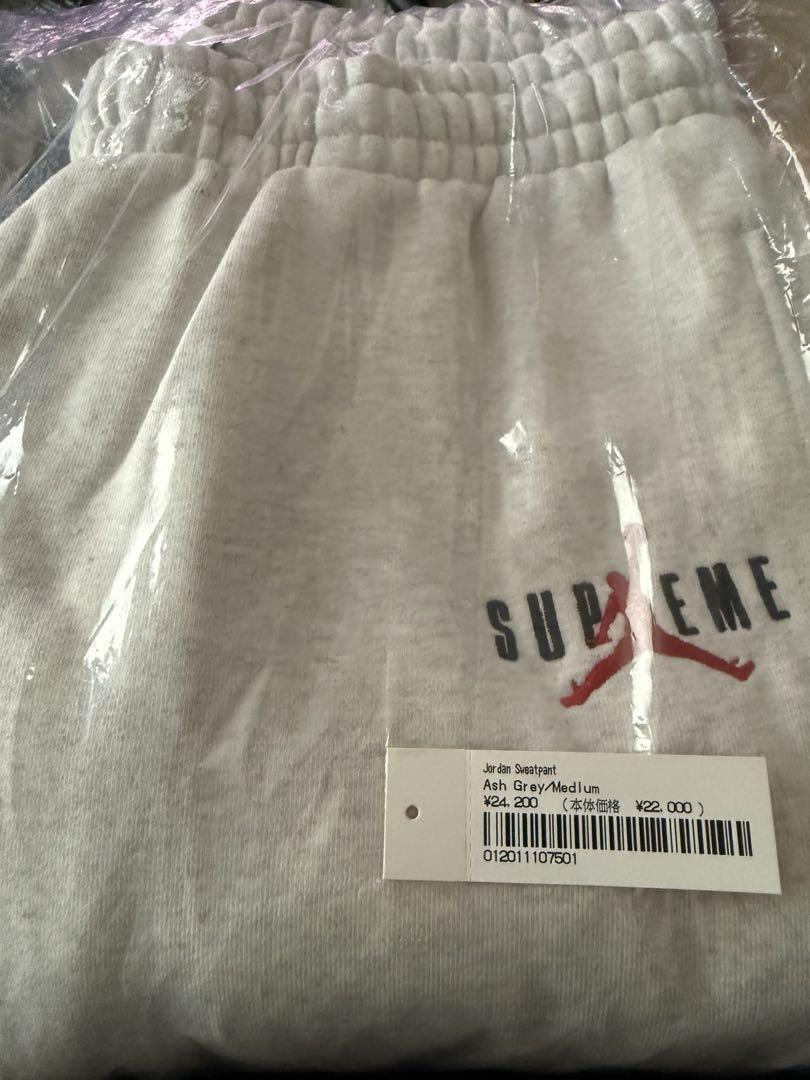 SUPREME
Jordan Sweatpant
Ash Grey/Medium
¥24,200 (本体価格 ¥22,000 )
012011107501